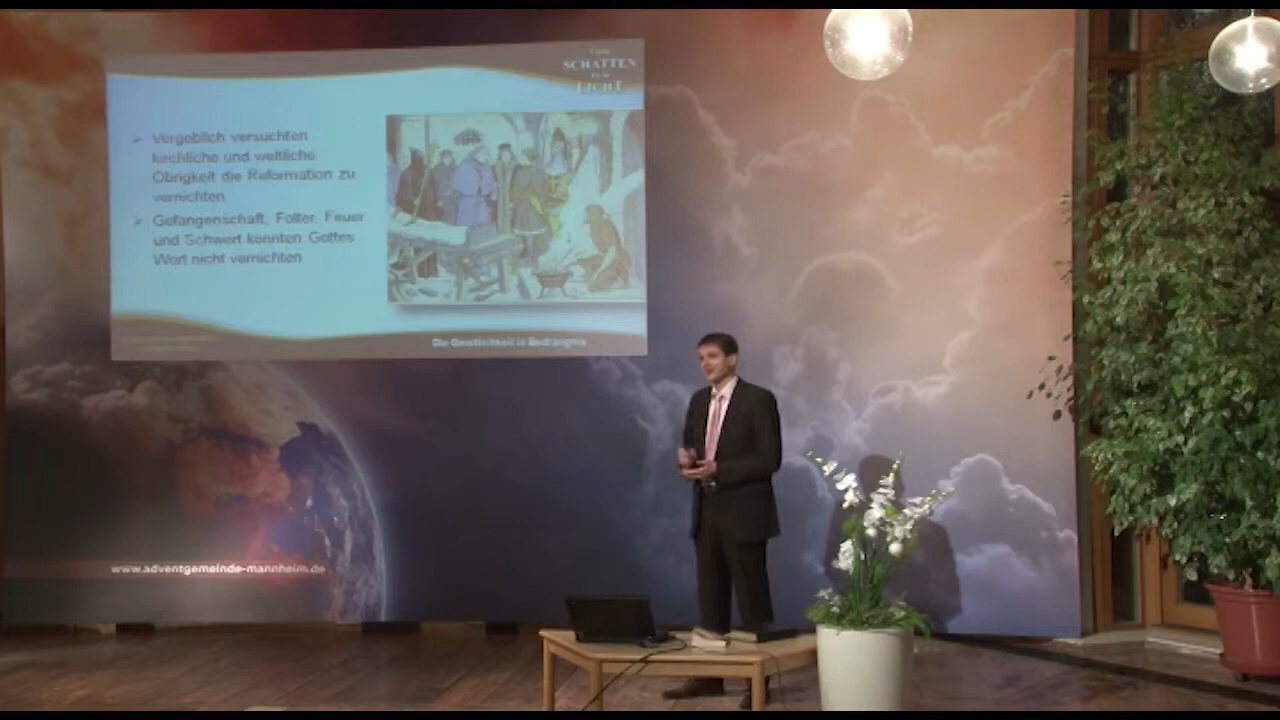 VOM
SCHATTEN
ZUM
LICHT
Vergeblich versuchten
kirchliche und weltliche
Obrigkeit die Reformation zu
vernichten
Gefangenschaft, Folter, Feuer
und Schwert konnten Gottes
Wort nicht vernichten
Die Geistlichkeit in Bedrängnis
www.adventgemeinde-mannheim.de